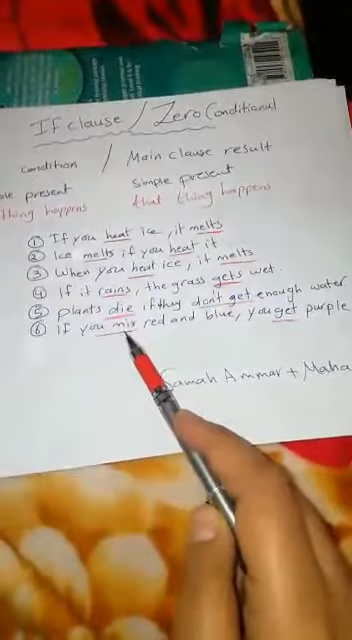 If clause / Zero Conditional
condition / Main clause result
ple present simple present
thing happens that thing happens
① If you heat ice, it melts
② Ice melts if you heat it
③ When you heat ice, it melts
④ If it rains, the grass gets wet.
⑤ plants die if they don't get enough water
⑥ if you mix red and blue, you get purple
Samah Ammar + Maha